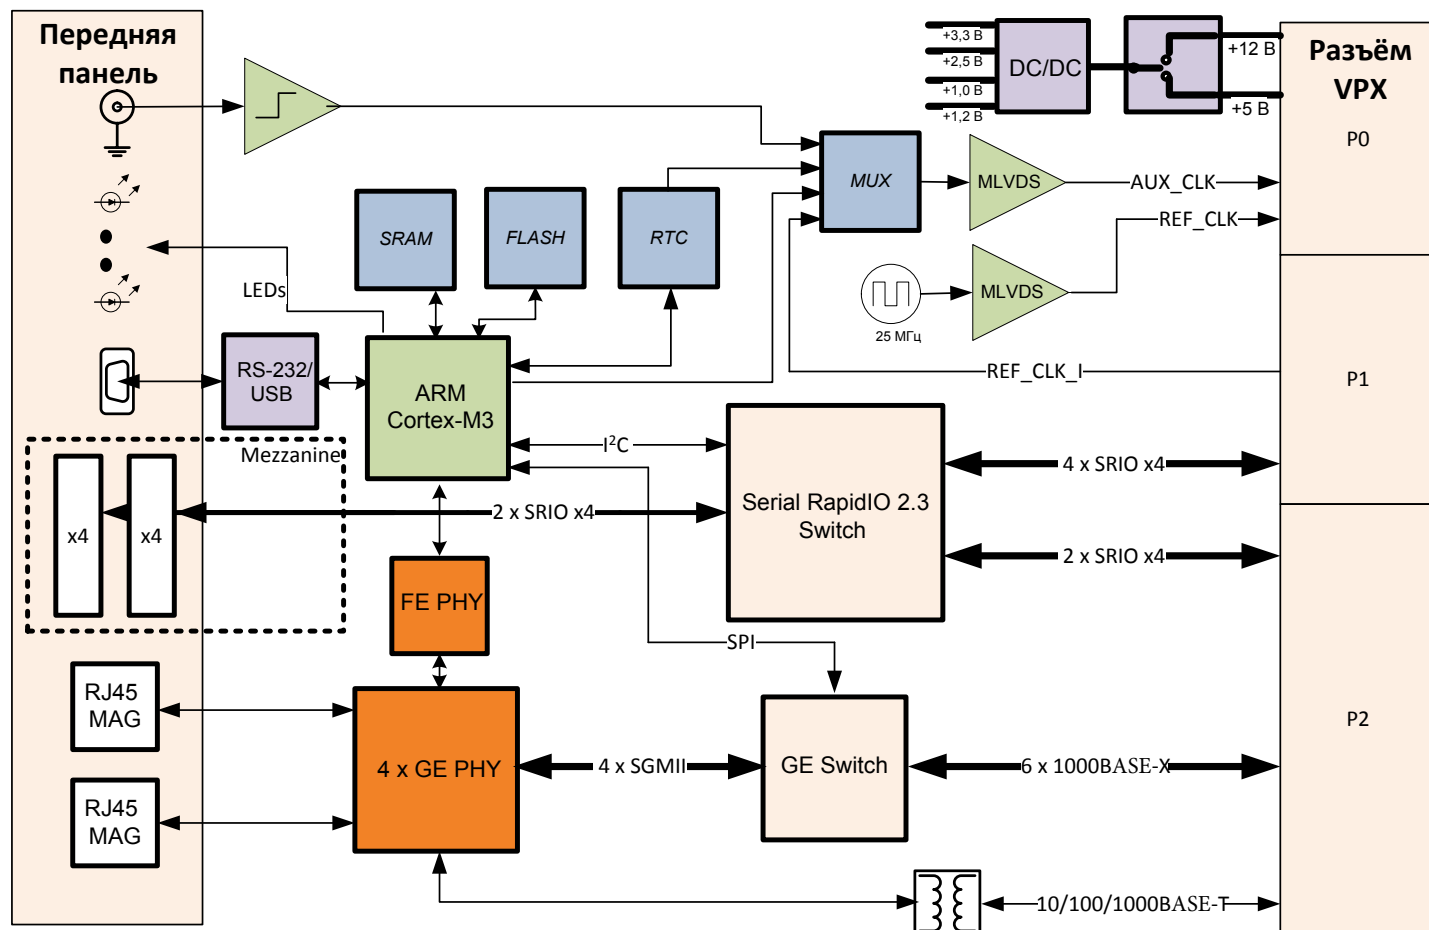 Передняя
панель
+3,3 В
+2,5 В
+1,0 В
+1,2 В
DC/DC
+12 В
+5 В
Разъём
VPX
P0
MUX
MLVDS
AUX_CLK
REF_CLK
SRAM
FLASH
RTC
MLVDS
25 МГц
LEDs
RS-232/
USB
ARM
Cortex-M3
REF_CLK_I
P1
Mezzanine
I²C
4 x SRIO x4
x4
x4
2 x SRIO x4
Serial RapidIO 2.3
Switch
2 x SRIO x4
FE PHY
SPI
RJ45
MAG
P2
4 x GE PHY
4 x SGMII
GE Switch
6 x 1000BASE-X
RJ45
MAG
10/100/1000BASE-T